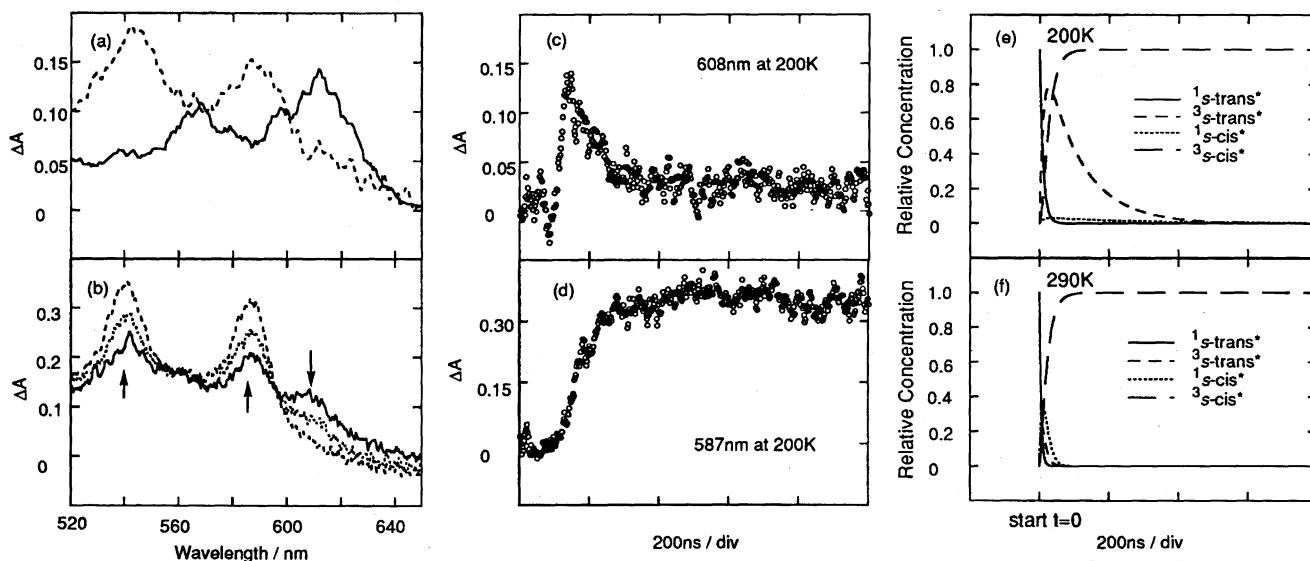 (a)
0.15
0.10
0.05
0
ΔA
(b)
0.3
0.2
0.1
0
ΔA
520
560
600
640
Wavelength / nm
(c)
608nm at 200K
0.15
0.10
0.05
0
ΔA
(d)
0.30
0.15
0
ΔA
587nm at 200K
200ns / div
(e)
200K
1.0
0.8
0.6
0.4
0.2
0
Relative Concentration
¹s-trans*
³s-trans*
¹s-cis*
³s-cis*
(f)
290K
1.0
0.8
0.6
0.4
0.2
0
Relative Concentration
¹s-trans*
³s-trans*
¹s-cis*
³s-cis*
start t=0
200ns / div